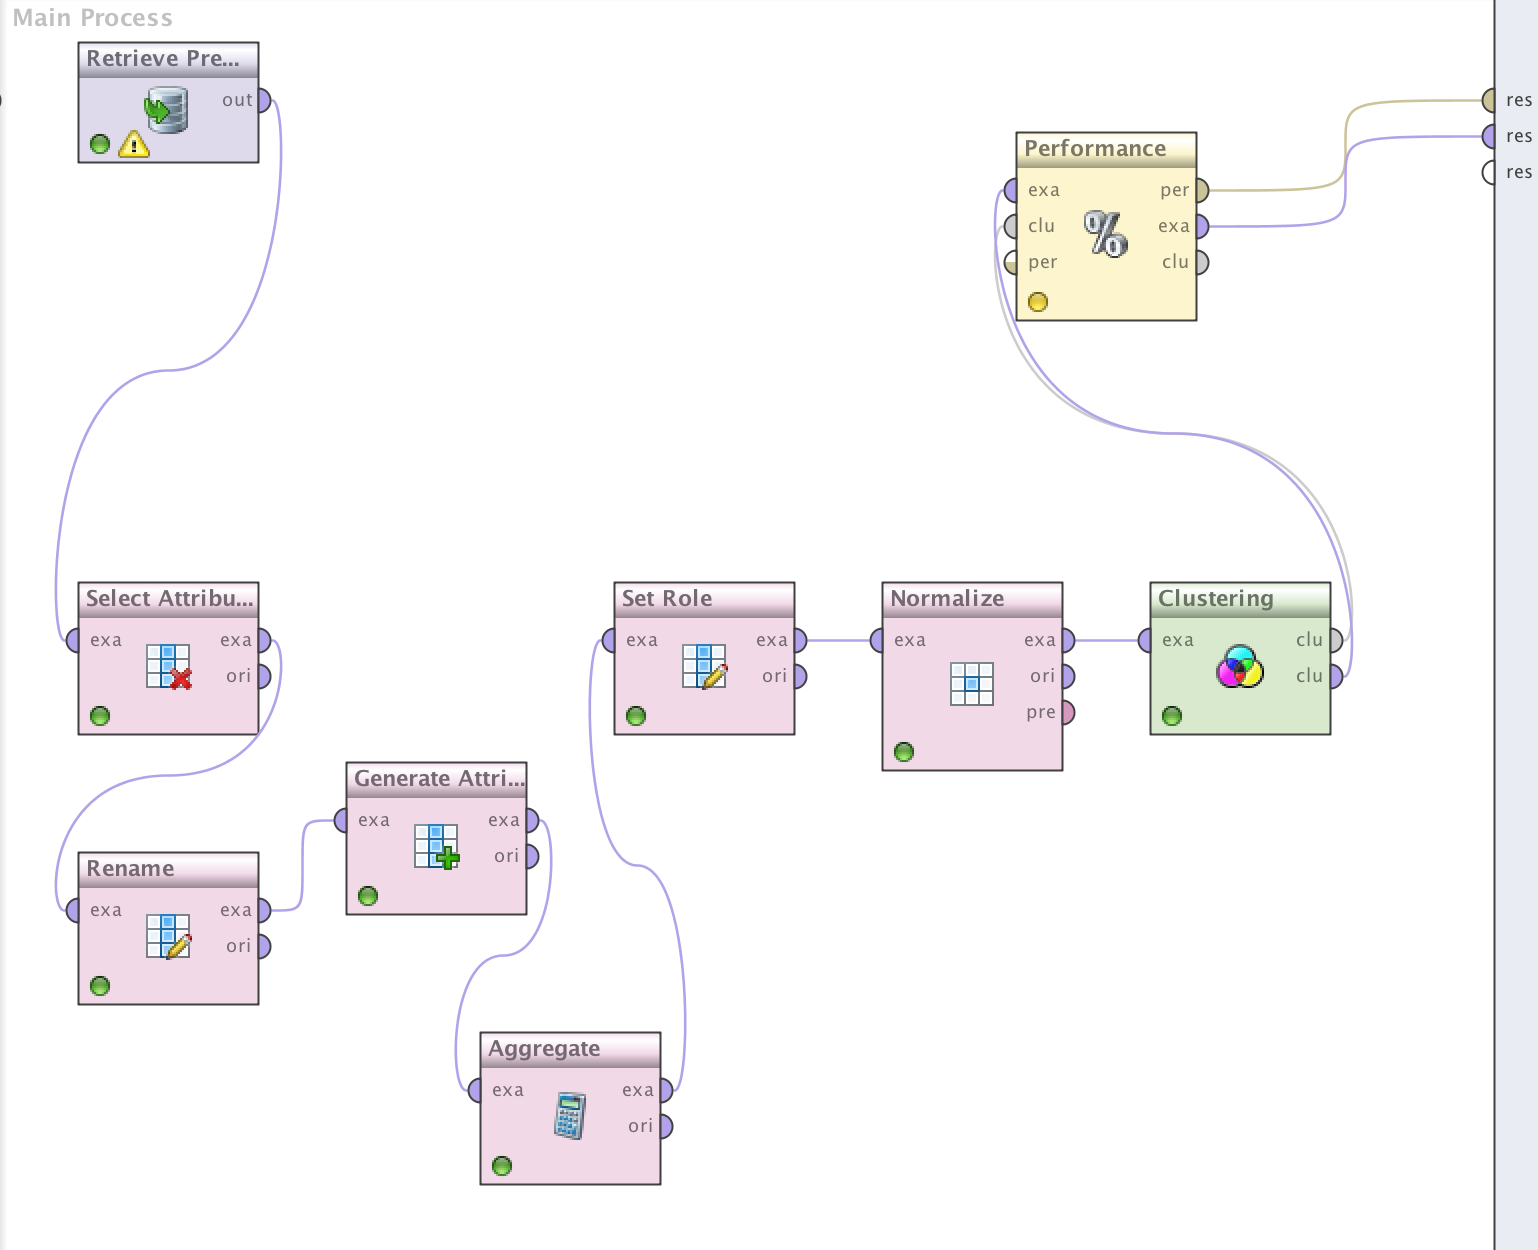 Main Process
Retrieve Pre...
out
res
res
res
Performance
exa per
clu exa
per clu
Select Attribu...
exa exa
ori
Set Role
exa exa
ori
Normalize
exa exa
ori
pre
Clustering
exa clu
clu
Generate Attri...
exa exa
ori
Rename
exa exa
ori
Aggregate
exa exa
ori